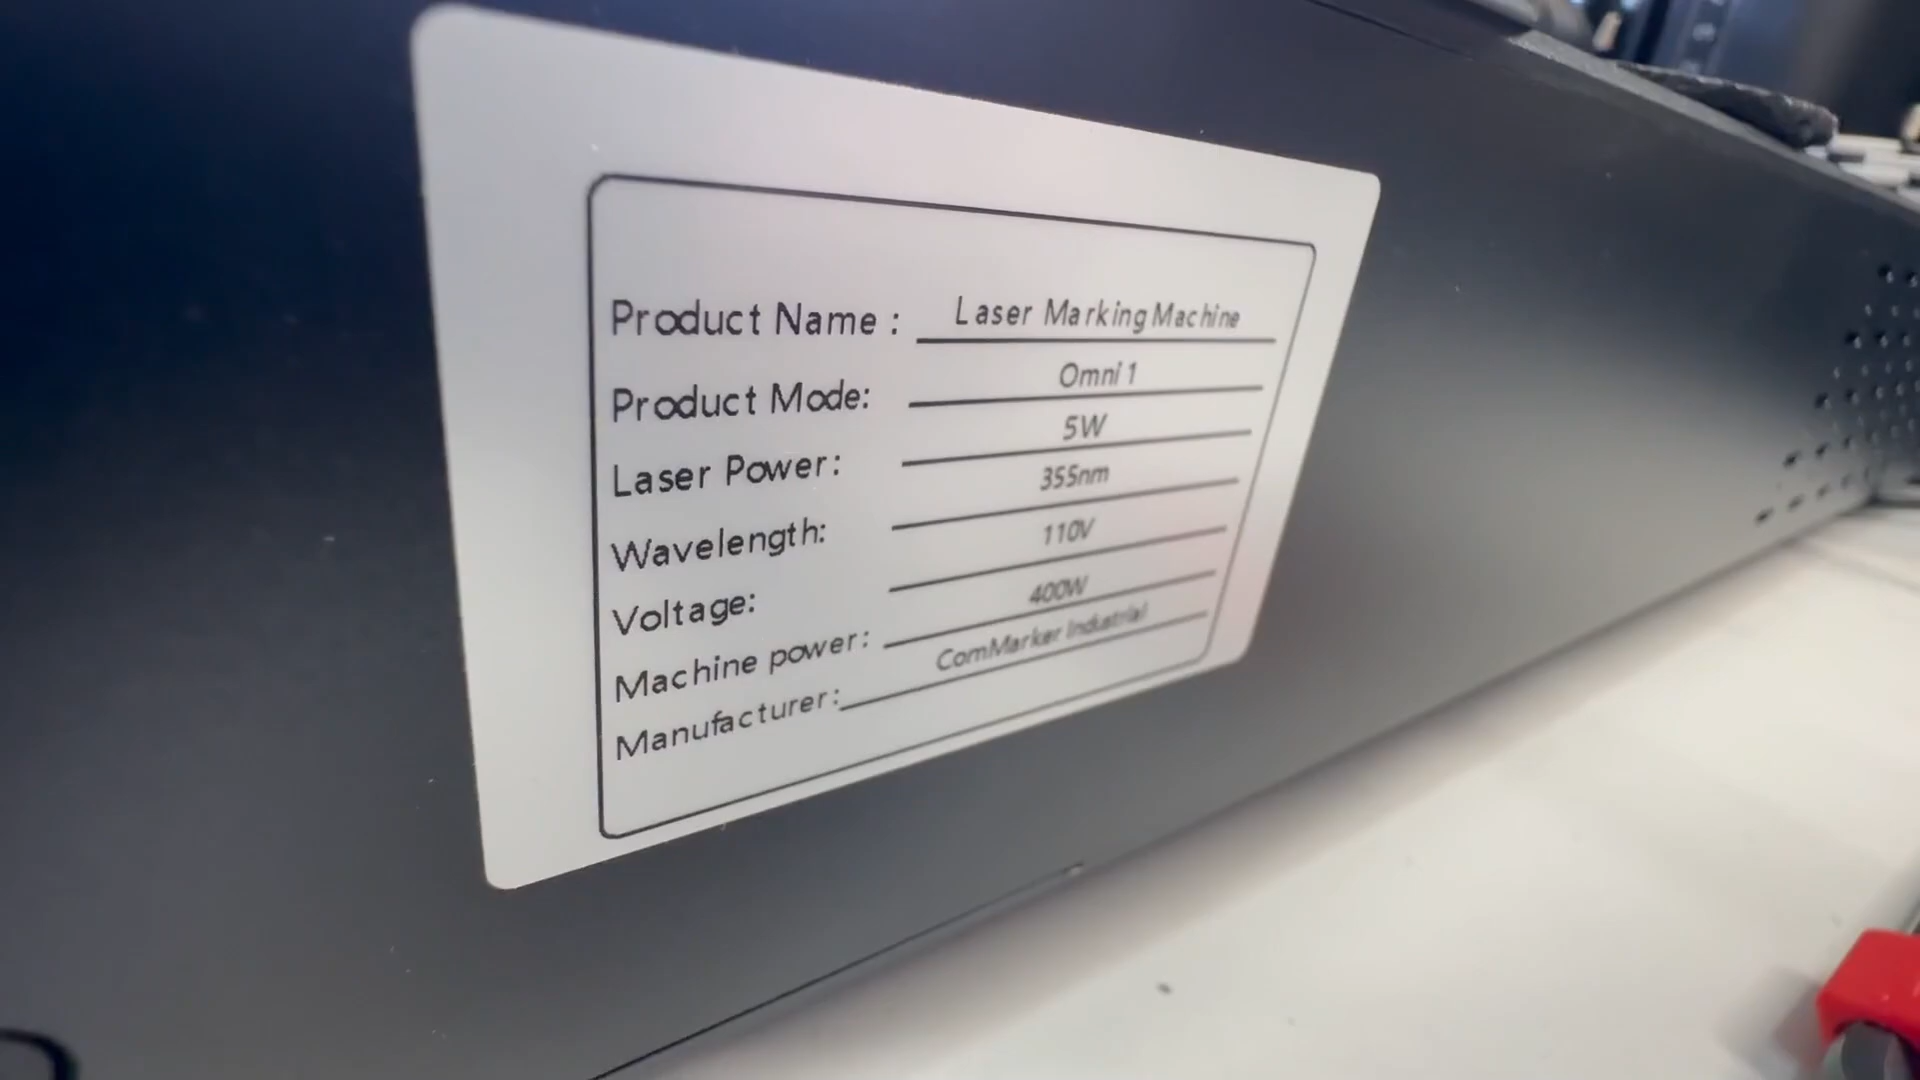 Product Name : Laser Marking Machine
Product Mode: Omni 1
Laser Power: 5W
Wavelength: 355nm
Voltage: 110V
Machine power: 400W
Manufacturer: ComMarker Industrial